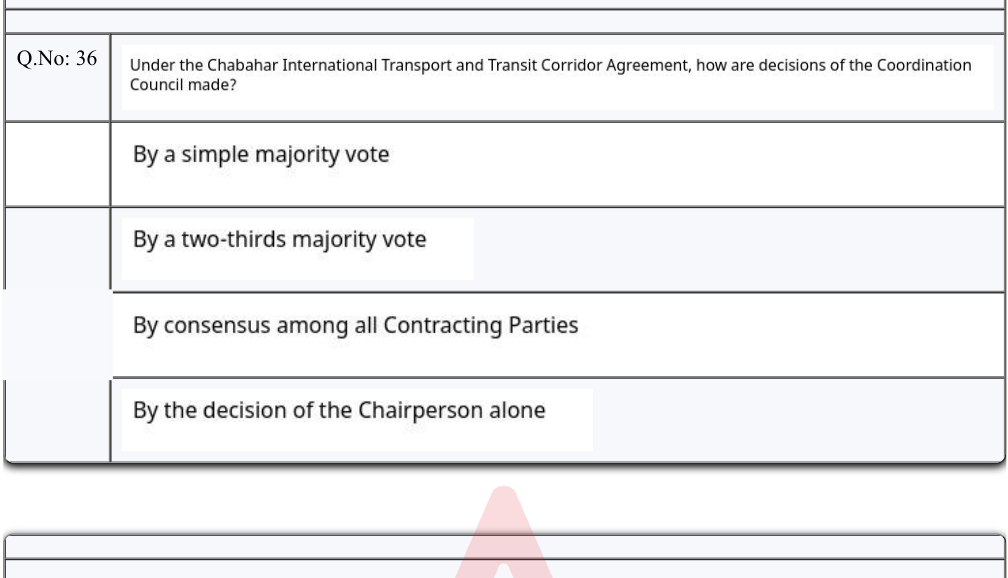 Q.No: 36
Under the Chabahar International Transport and Transit Corridor Agreement, how are decisions of the Coordination
Council made?
By a simple majority vote
By a two-thirds majority vote
By consensus among all Contracting Parties
By the decision of the Chairperson alone